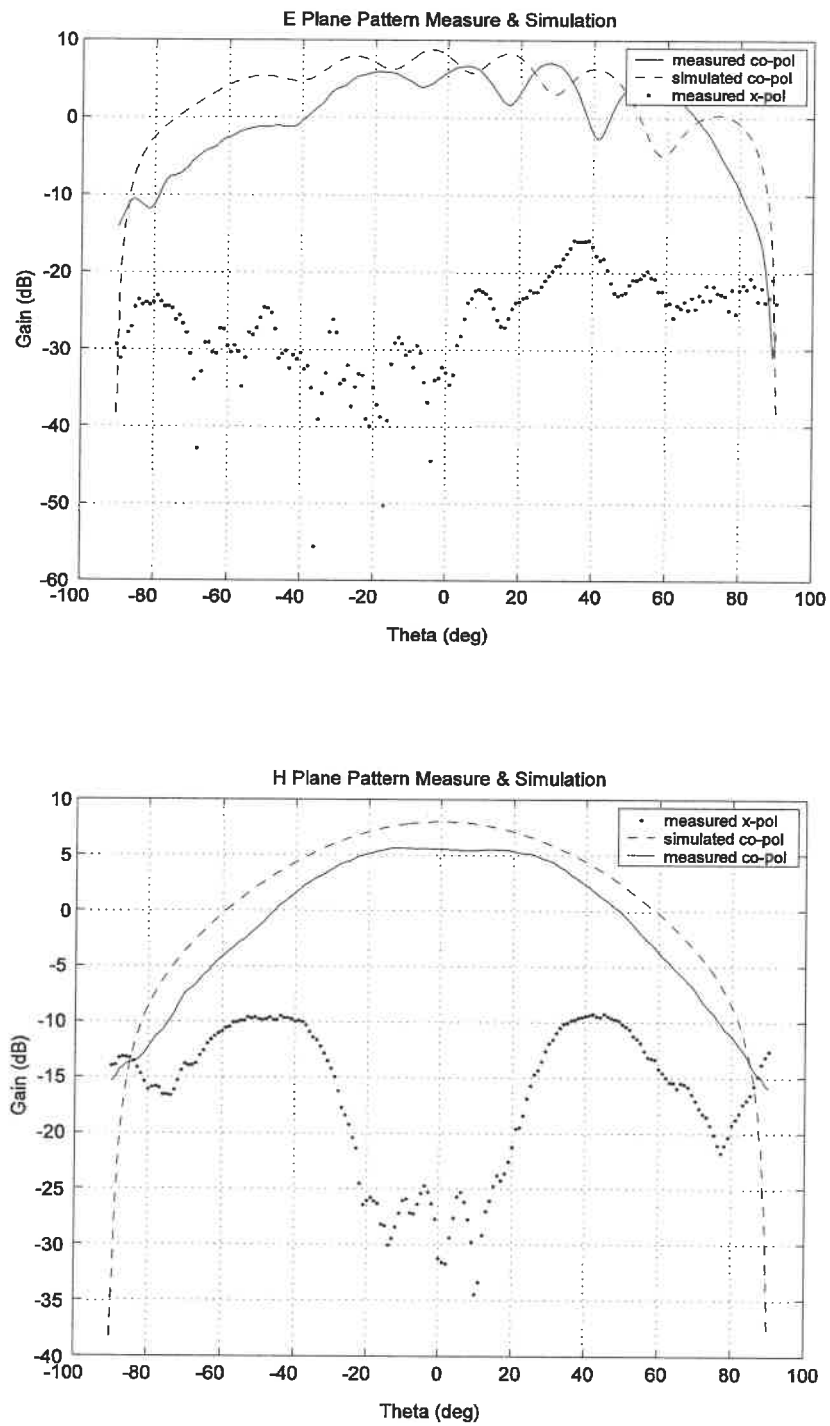 E Plane Pattern Measure & Simulation
10
0
-10
-20
-30
-40
-50
-60
Gain (dB)
measured co-pol
simulated co-pol
measured x-pol
-100 -80 -60 -40 -20 0 20 40 60 80 100
Theta (deg)
H Plane Pattern Measure & Simulation
10
5
0
-5
-10
-15
-20
-25
-30
-35
-40
Gain (dB)
measured x-pol
simulated co-pol
measured co-pol
-100 -80 -60 -40 -20 0 20 40 60 80 100
Theta (deg)